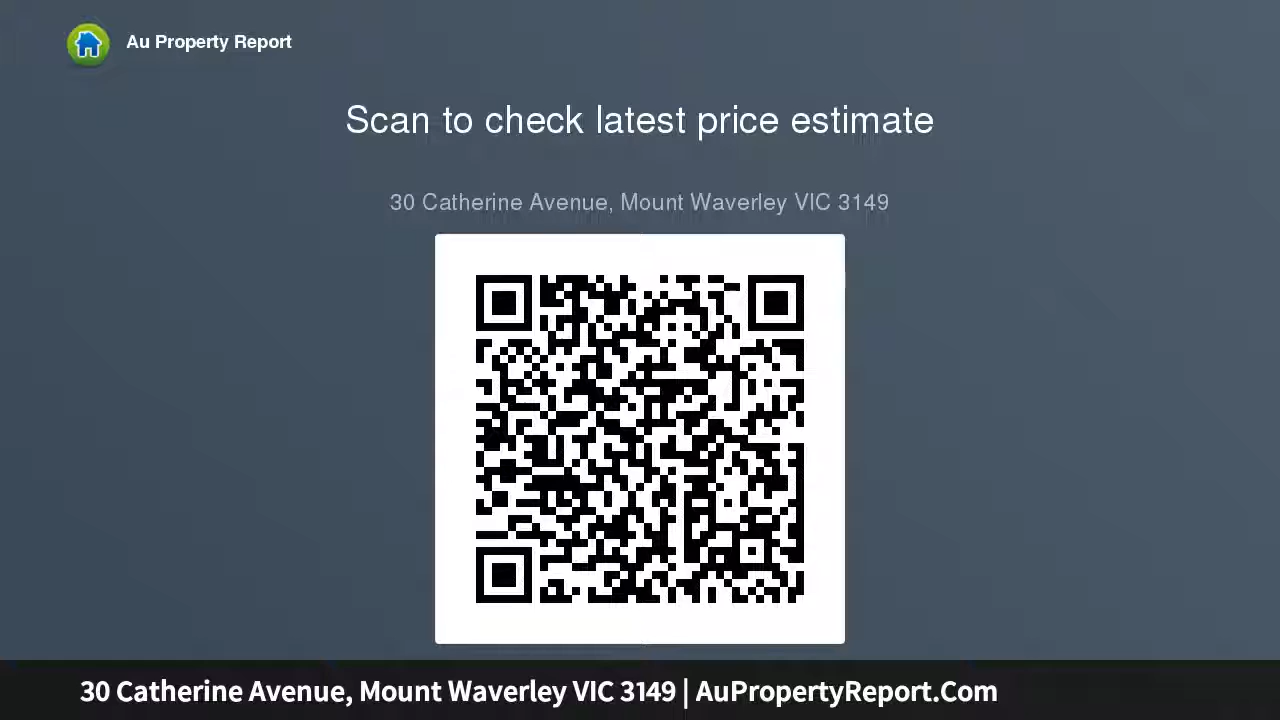 Au Property Report
Scan to check latest price estimate
30 Catherine Avenue, Mount Waverley VIC 3149
30 Catherine Avenue, Mount Waverley VIC 3149 | AuPropertyReport.Com